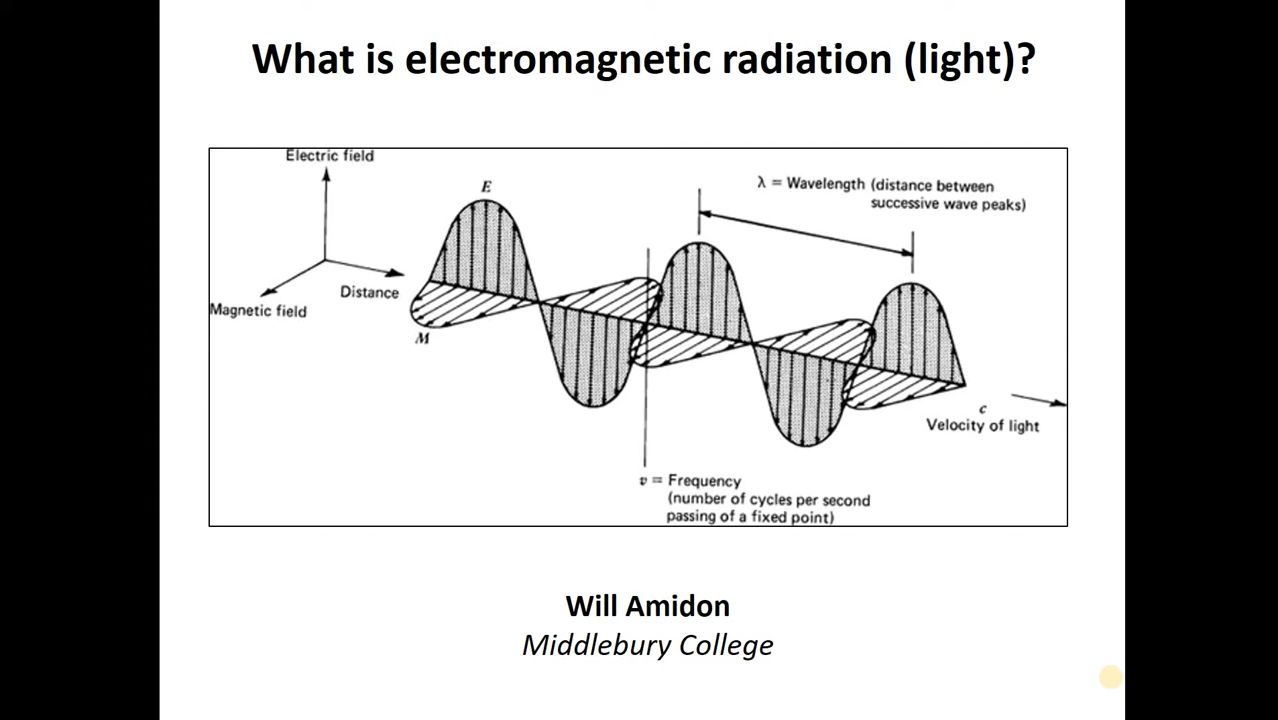 What is electromagnetic radiation (light)?
Electric field
E
λ = Wavelength (distance between
successive wave peaks)
Distance
Magnetic field
M
c
Velocity of light
υ = Frequency
(number of cycles per second
passing of a fixed point)
Will Amidon
Middlebury College